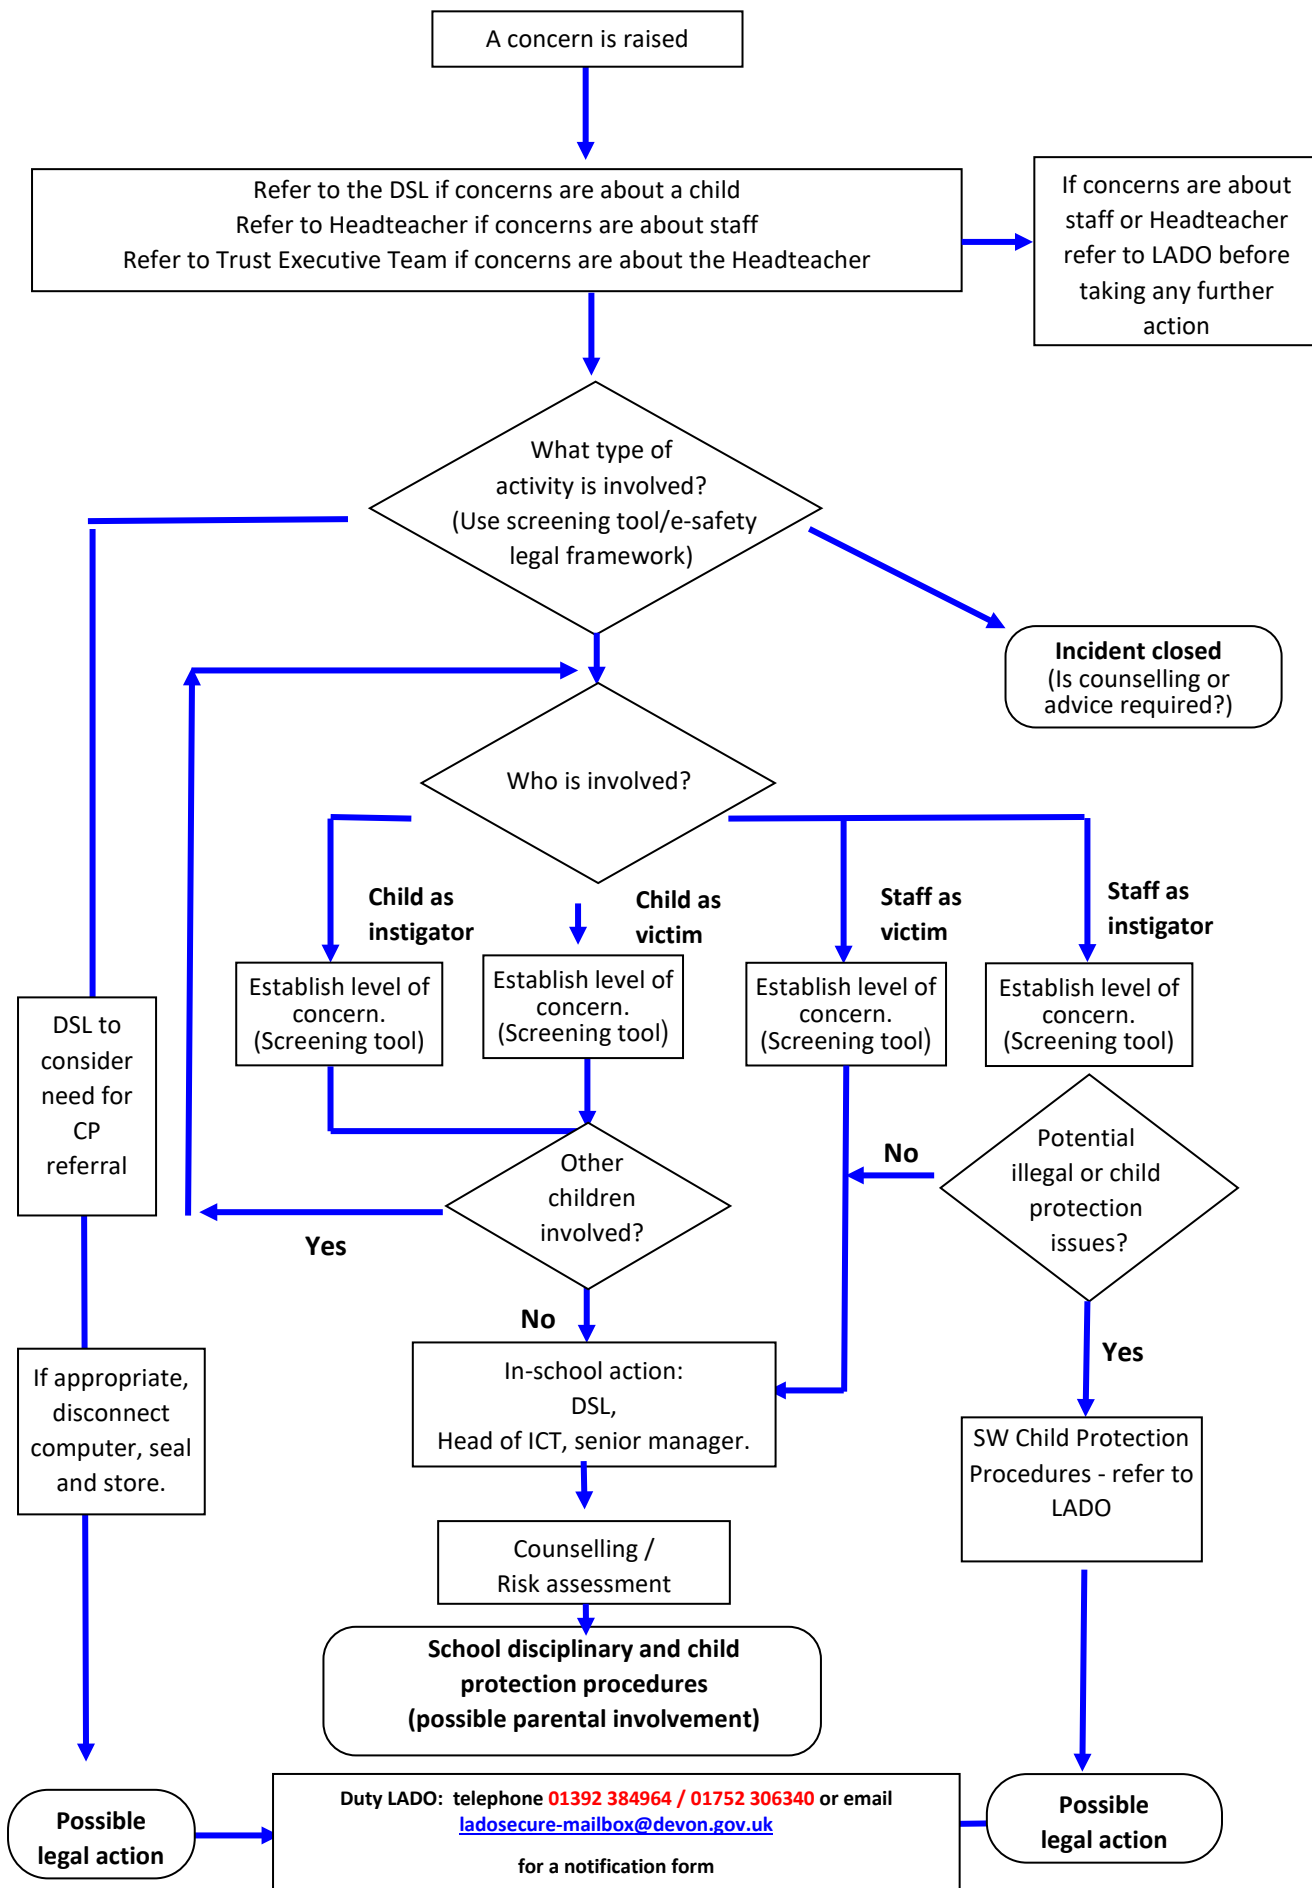 A concern is raised
Refer to the DSL if concerns are about a child
Refer to Headteacher if concerns are about staff
Refer to Trust Executive Team if concerns are about the Headteacher
If concerns are about
staff or Headteacher
refer to LADO before
taking any further
action
What type of
activity is involved?
(Use screening tool/e-safety
legal framework)
Incident closed
(Is counselling or
advice required?)
Who is involved?
Child as
instigator
Child as
victim
Staff as
victim
Staff as
instigator
Establish level of
concern.
(Screening tool)
Establish level of
concern.
(Screening tool)
Establish level of
concern.
(Screening tool)
Establish level of
concern.
(Screening tool)
DSL to
consider
need for
CP
referral
Other
children
involved?
Yes
No
Potential
illegal or child
protection
issues?
No
Yes
If appropriate,
disconnect
computer, seal
and store.
In-school action:
DSL,
Head of ICT, senior manager.
SW Child Protection
Procedures - refer to
LADO
Counselling /
Risk assessment
School disciplinary and child
protection procedures
(possible parental involvement)
Possible
legal action
Duty LADO: telephone 01392 384964 / 01752 306340 or email
ladosecure-mailbox@devon.gov.uk
for a notification form
Possible
legal action